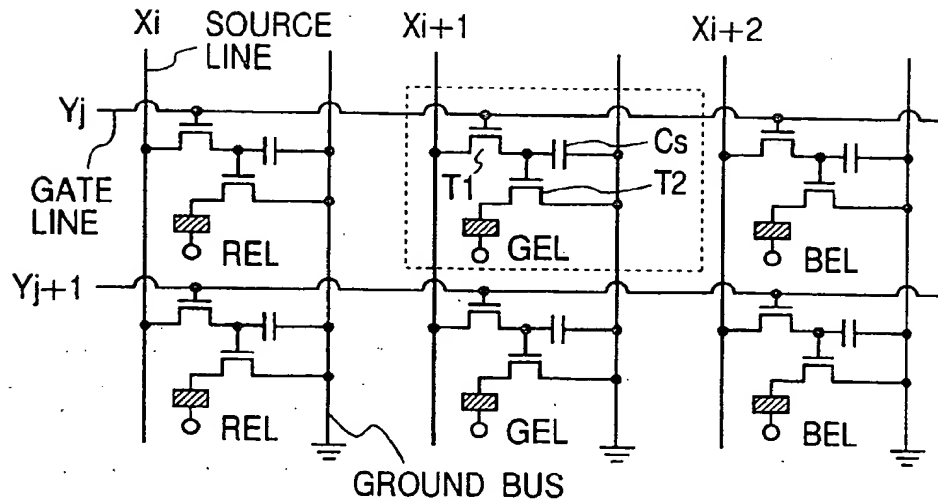 Xi
SOURCE
LINE
Xi+1
Xi+2
Yj
GATE
LINE
T1
Cs
T2
REL
GEL
BEL
Yj+1
REL
GEL
BEL
GROUND BUS